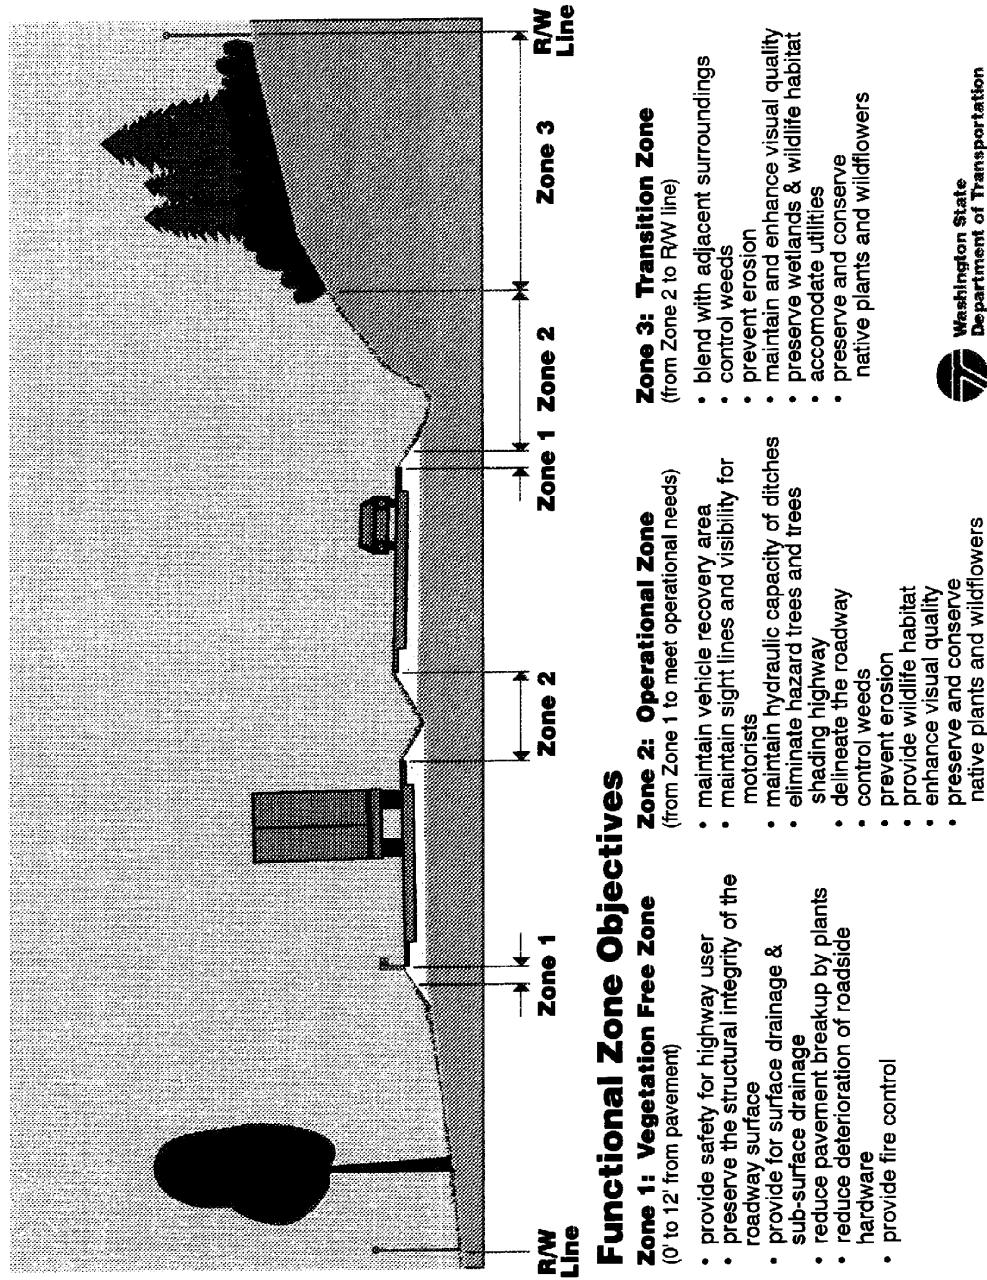 R/W
Line
Zone 1
Zone 2
Zone 1
Zone 2
Zone 3
R/W
Line
Functional Zone Objectives
Zone 1: Vegetation Free Zone
(0' to 12' from pavement)
• provide safety for highway user
• preserve the structural integrity of the
roadway surface
• provide for surface drainage &
sub-surface drainage
• reduce pavement breakup by plants
• reduce deterioration of roadside
hardware
• provide fire control
Zone 2: Operational Zone
(from Zone 1 to meet operational needs)
• maintain vehicle recovery area
• maintain sight lines and visibility for
motorists
• maintain hydraulic capacity of ditches
• eliminate hazard trees and trees
shading highway
• delineate the roadway
• control weeds
• prevent erosion
• provide wildlife habitat
• enhance visual quality
• preserve and conserve
native plants and wildflowers
Zone 3: Transition Zone
(from Zone 2 to R/W line)
• blend with adjacent surroundings
• control weeds
• prevent erosion
• maintain and enhance visual quality
• preserve wetlands & wildlife habitat
• accomodate utilities
• preserve and conserve
native plants and wildflowers
Washington State
Department of Transportation